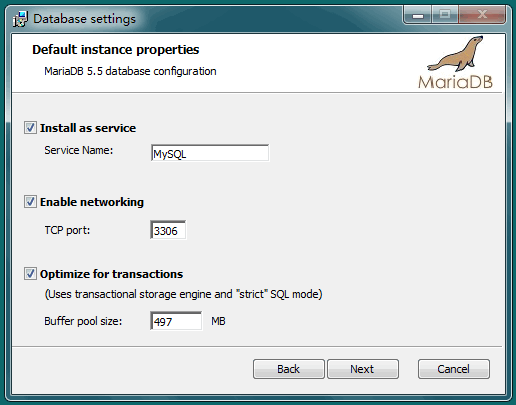 Database settings
Default instance properties
MariaDB 5.5 database configuration
MariaDB
Install as service
Service Name: MySQL
Enable networking
TCP port: 3306
Optimize for transactions
(Uses transactional storage engine and "strict" SQL mode)
Buffer pool size: 497 MB
Back Next Cancel